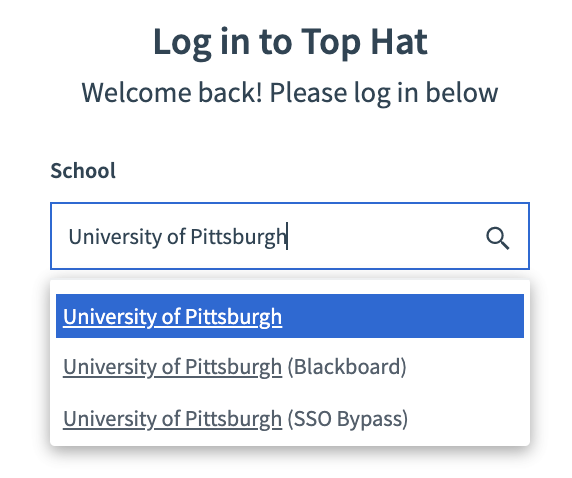 Log in to Top Hat
Welcome back! Please log in below
School
University of Pittsburgh
University of Pittsburgh
University of Pittsburgh (Blackboard)
University of Pittsburgh (SSO Bypass)